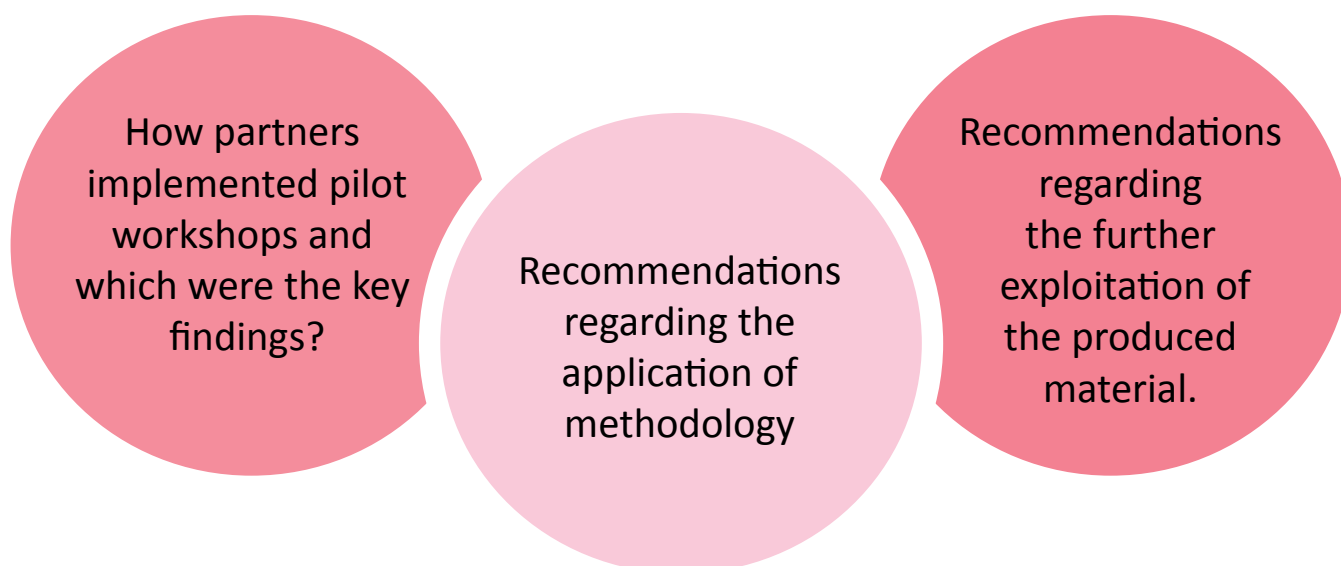 How partners
implemented pilot
workshops and
which were the key
findings?
Recommendations
regarding the
application of
methodology
Recommendations
regarding
the further
exploitation of
the produced
material.